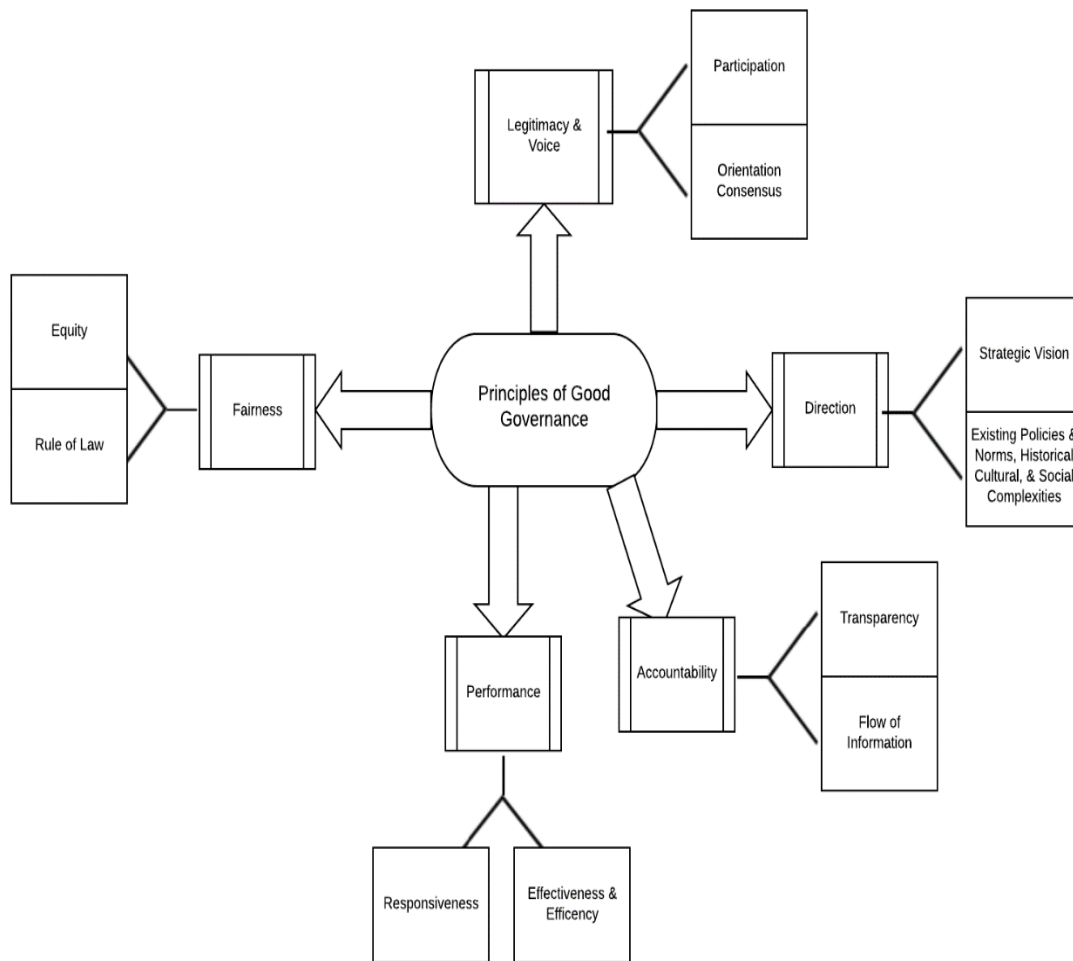 Participation
Legitimacy &
Voice
Orientation
Consensus
Equity
Strategic Vision
Principles of Good
Governance
Fairness
Direction
Rule of Law
Existing Policies &
Norms, Historical,
Cultural, & Social
Complexities
Transparency
Accountability
Performance
Flow of
Information
Responsiveness
Effectiveness &
Efficency